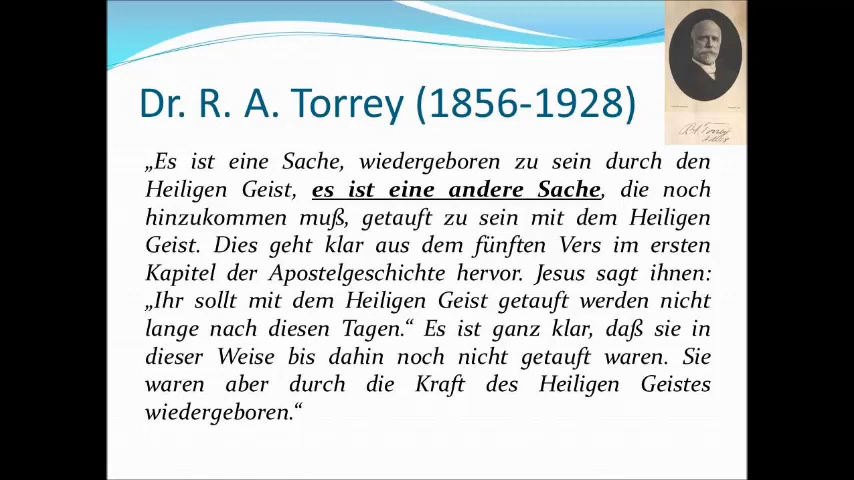 Dr. R. A. Torrey (1856-1928)
„Es ist eine Sache, wiedergeboren zu sein durch den
Heiligen Geist, es ist eine andere Sache, die noch
hinzukommen muß, getauft zu sein mit dem Heiligen
Geist. Dies geht klar aus dem fünften Vers im ersten
Kapitel der Apostelgeschichte hervor. Jesus sagt ihnen:
„Ihr sollt mit dem Heiligen Geist getauft werden nicht
lange nach diesen Tagen.“ Es ist ganz klar, daß sie in
dieser Weise bis dahin noch nicht getauft waren. Sie
waren aber durch die Kraft des Heiligen Geistes
wiedergeboren.“